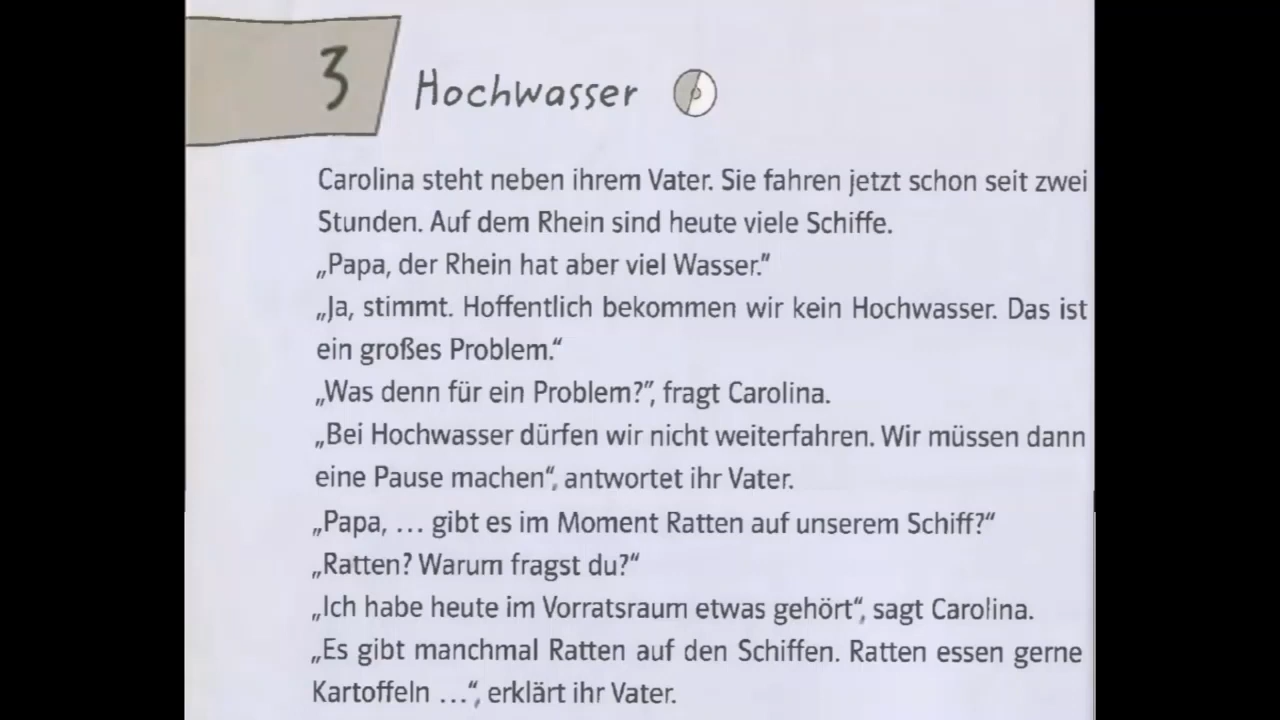 3
Hochwasser
Carolina steht neben ihrem Vater. Sie fahren jetzt schon seit zwei
Stunden. Auf dem Rhein sind heute viele Schiffe.
„Papa, der Rhein hat aber viel Wasser.“
„Ja, stimmt. Hoffentlich bekommen wir kein Hochwasser. Das ist
ein großes Problem.“
„Was denn für ein Problem?“, fragt Carolina.
„Bei Hochwasser dürfen wir nicht weiterfahren. Wir müssen dann
eine Pause machen“, antwortet ihr Vater.
„Papa, … gibt es im Moment Ratten auf unserem Schiff?“
„Ratten? Warum fragst du?“
„Ich habe heute im Vorratsraum etwas gehört“, sagt Carolina.
„Es gibt manchmal Ratten auf den Schiffen. Ratten essen gerne
Kartoffeln …“, erklärt ihr Vater.